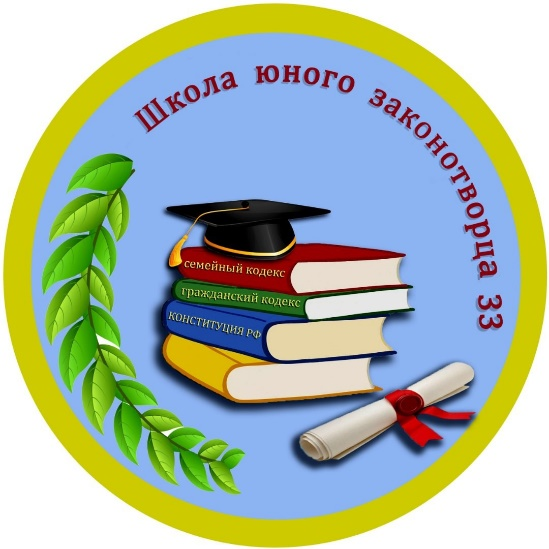 Школа юного законотворца 33
семейный кодекс
гражданский кодекс
КОНСТИТУЦИЯ РФ